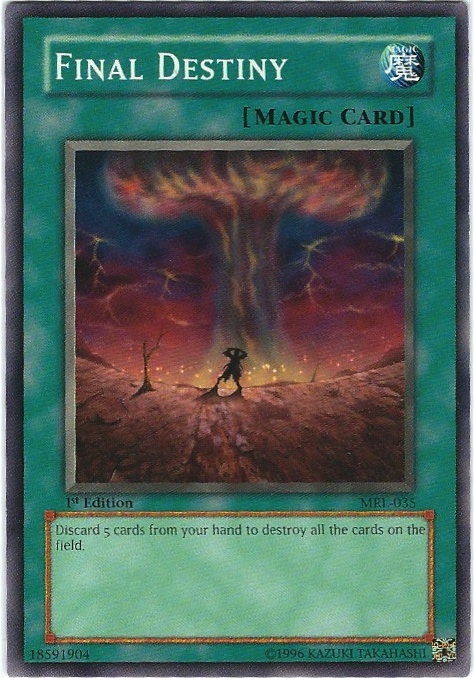 FINAL DESTINY
MAGIC
魔
[MAGIC CARD]
1st Edition
MRL-035
Discard 5 cards from your hand to destroy all the cards on the
field.
18591904
©1996 KAZUKI TAKAHASHI